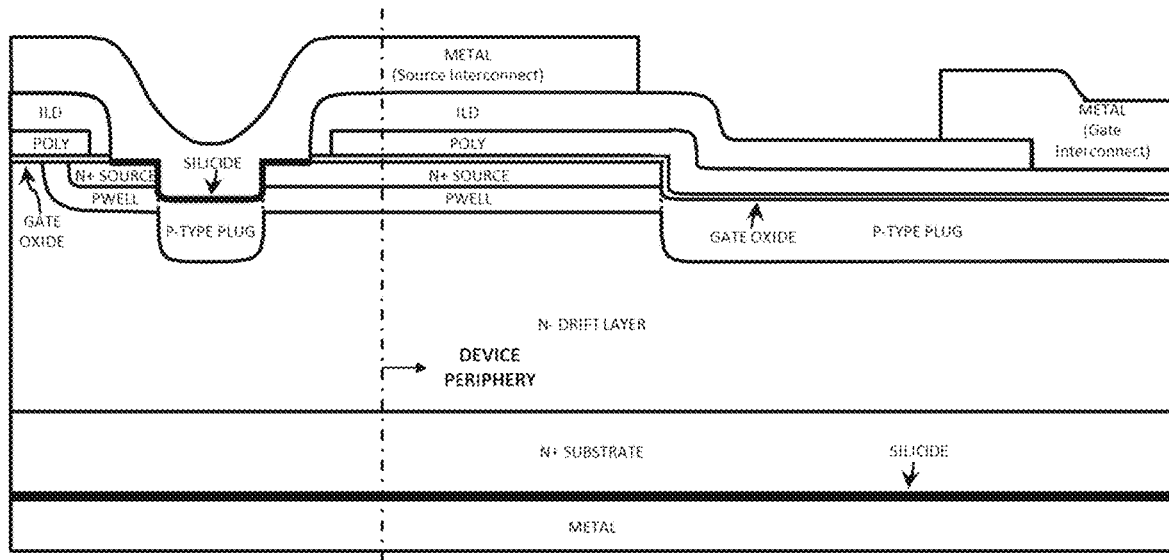 METAL
(Source Interconnect)
ILD
ILD
METAL
(Gate
Interconnect)
POLY
POLY
SILICIDE
N+ SOURCE
N+ SOURCE
PWELL
PWELL
GATE
OXIDE
P-TYPE PLUG
GATE OXIDE
P-TYPE PLUG
N- DRIFT LAYER
DEVICE
PERIPHERY
N+ SUBSTRATE
SILICIDE
METAL